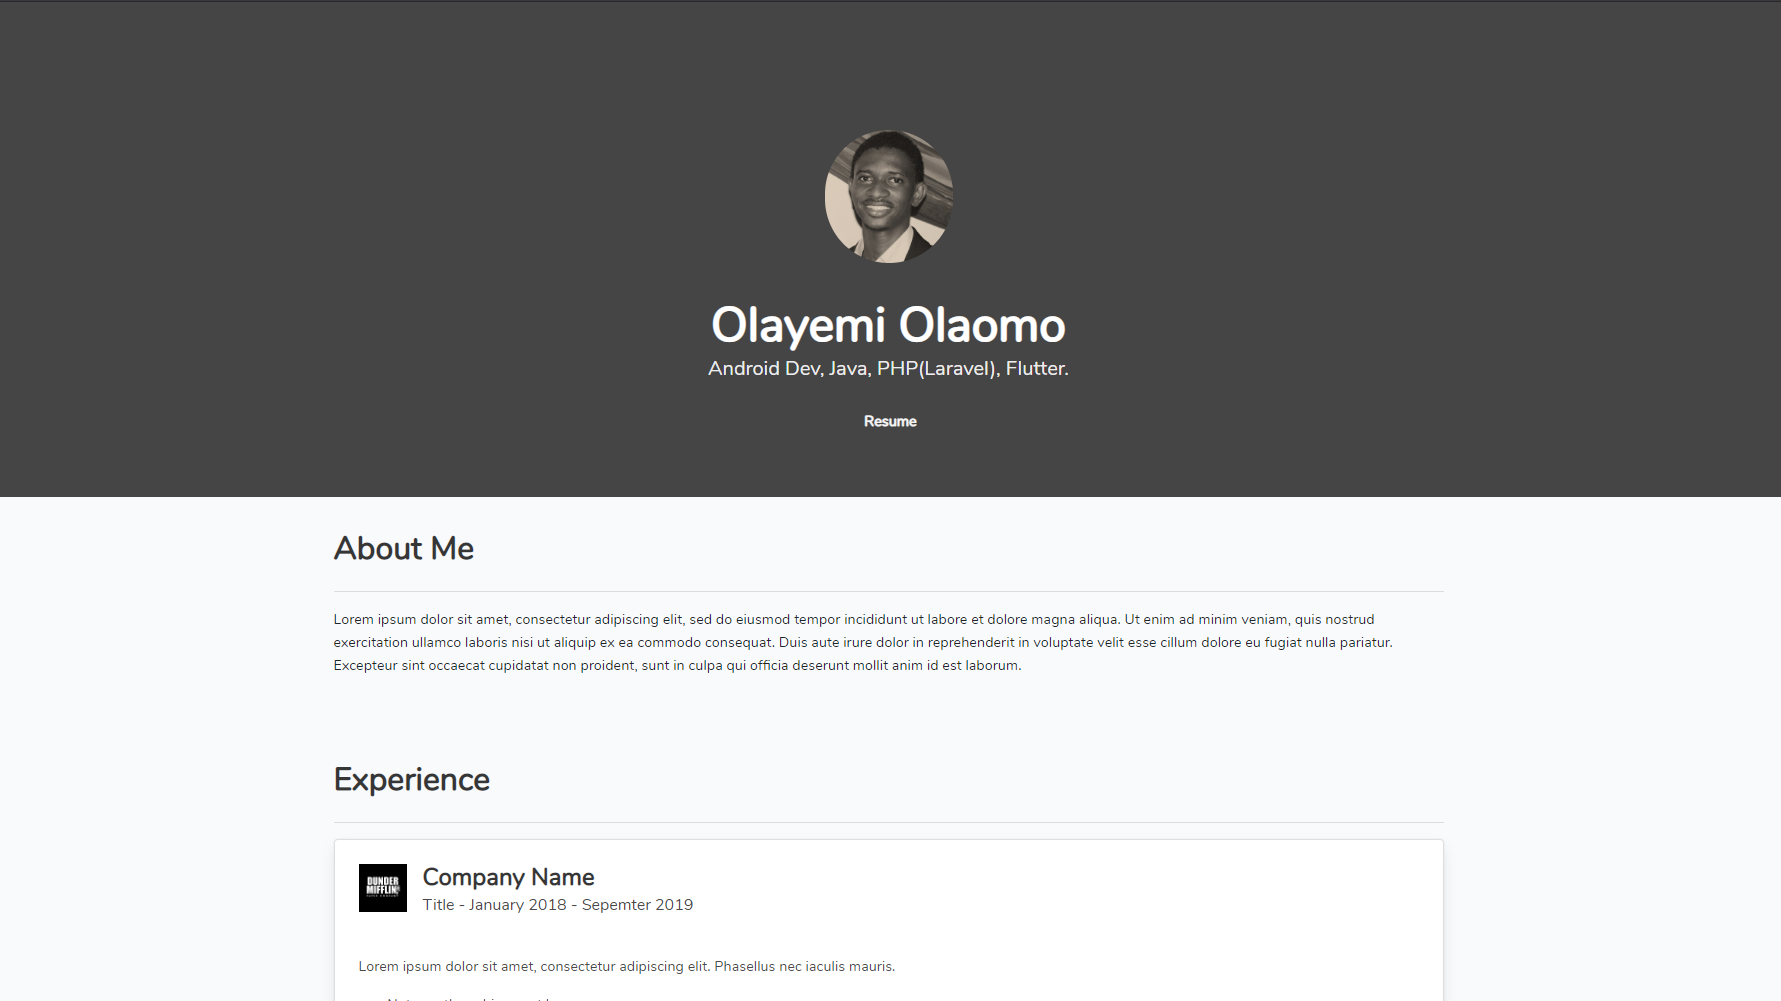 Olayemi Olaomo
Android Dev, Java, PHP(Laravel), Flutter.
Resume
About Me
Lorem ipsum dolor sit amet, consectetur adipiscing elit, sed do eiusmod tempor incididunt ut labore et dolore magna aliqua. Ut enim ad minim veniam, quis nostrud
exercitation ullamco laboris nisi ut aliquip ex ea commodo consequat. Duis aute irure dolor in reprehenderit in voluptate velit esse cillum dolore eu fugiat nulla pariatur.
Excepteur sint occaecat cupidatat non proident, sunt in culpa qui officia deserunt mollit anim id est laborum.
Experience
DUNDER
MIFFLIN
Company Name
Title - January 2018 - Sepemter 2019
Lorem ipsum dolor sit amet, consectetur adipiscing elit. Phasellus nec iaculis mauris.